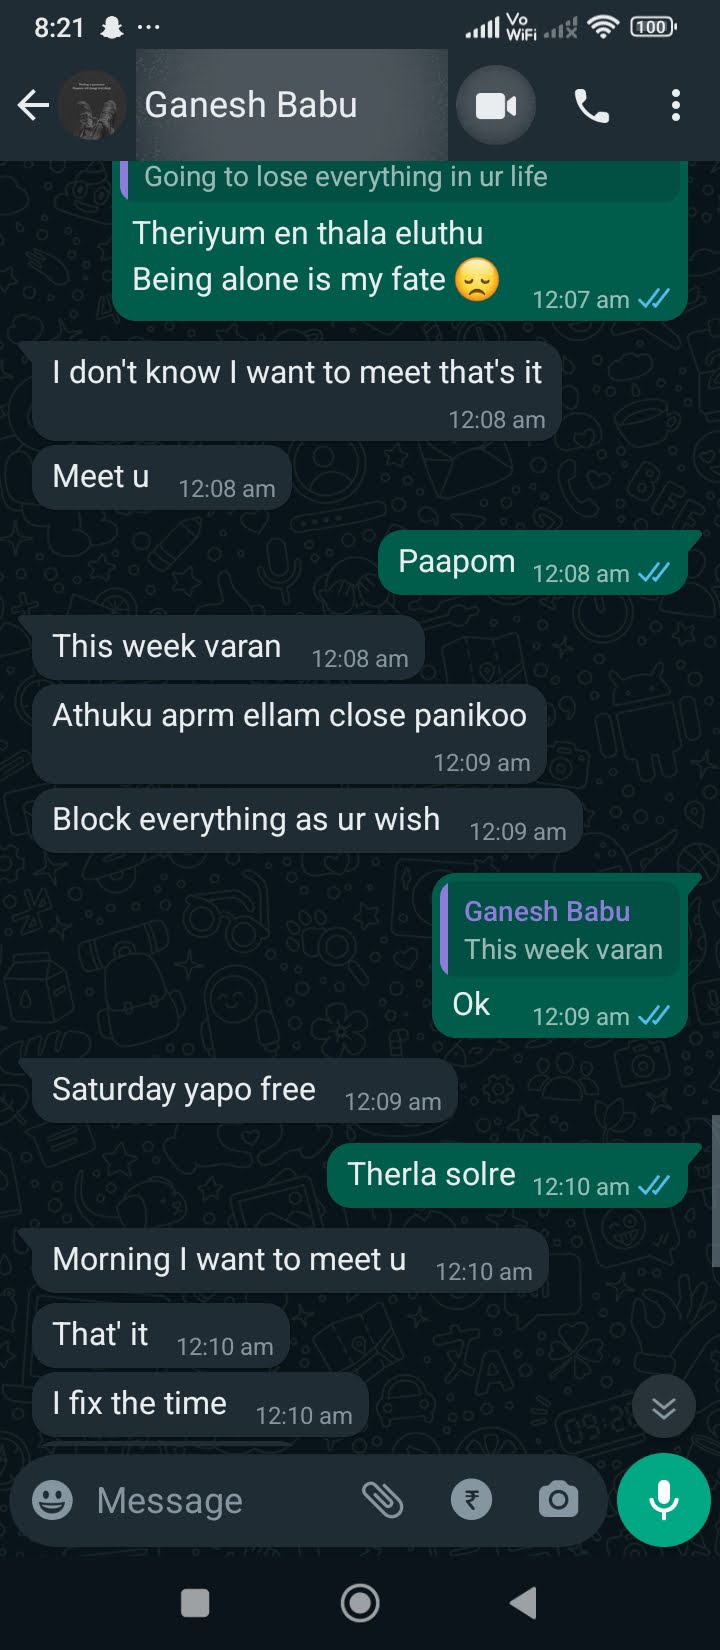 8:21
Vo
WiFi
100
Ganesh Babu
Going to lose everything in ur life
Theriyum en thala eluthu
Being alone is my fate 😞
12:07 am
I don't know I want to meet that's it
12:08 am
Meet u 12:08 am
Paapom 12:08 am
This week varan 12:08 am
Athuku aprm ellam close panikoo
12:09 am
Block everything as ur wish 12:09 am
Ganesh Babu
This week varan
Ok 12:09 am
Saturday yapo free 12:09 am
Therla solre 12:10 am
Morning I want to meet u 12:10 am
That' it 12:10 am
I fix the time 12:10 am
Message